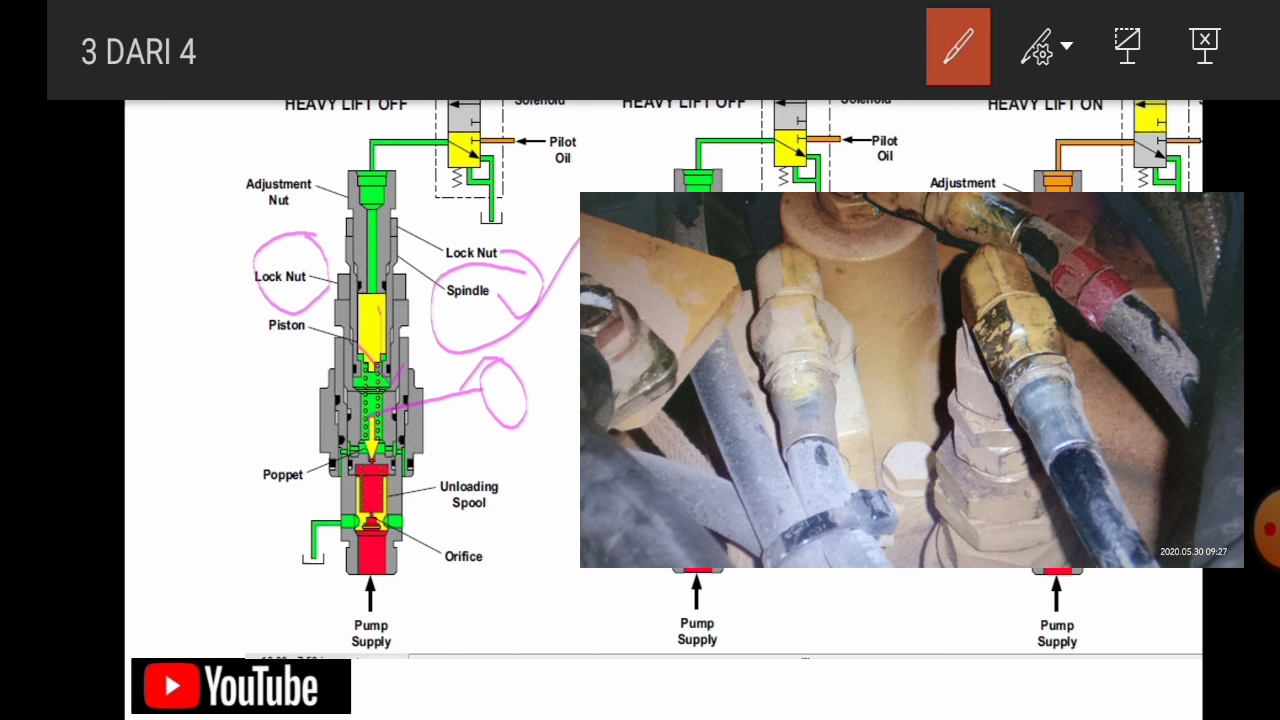 3 DARI 4
HEAVY LIFT OFF
Solenoid
HEAVY LIFT OFF
Solenoid
HEAVY LIFT ON
Pilot
Oil
Pilot
Oil
Adjustment
Nut
Adjustment
Lock Nut
Lock Nut
Spindle
Piston
Poppet
Unloading
Spool
Orifice
2020.05.30 09:27
Pump
Supply
Pump
Supply
Pump
Supply
YouTube